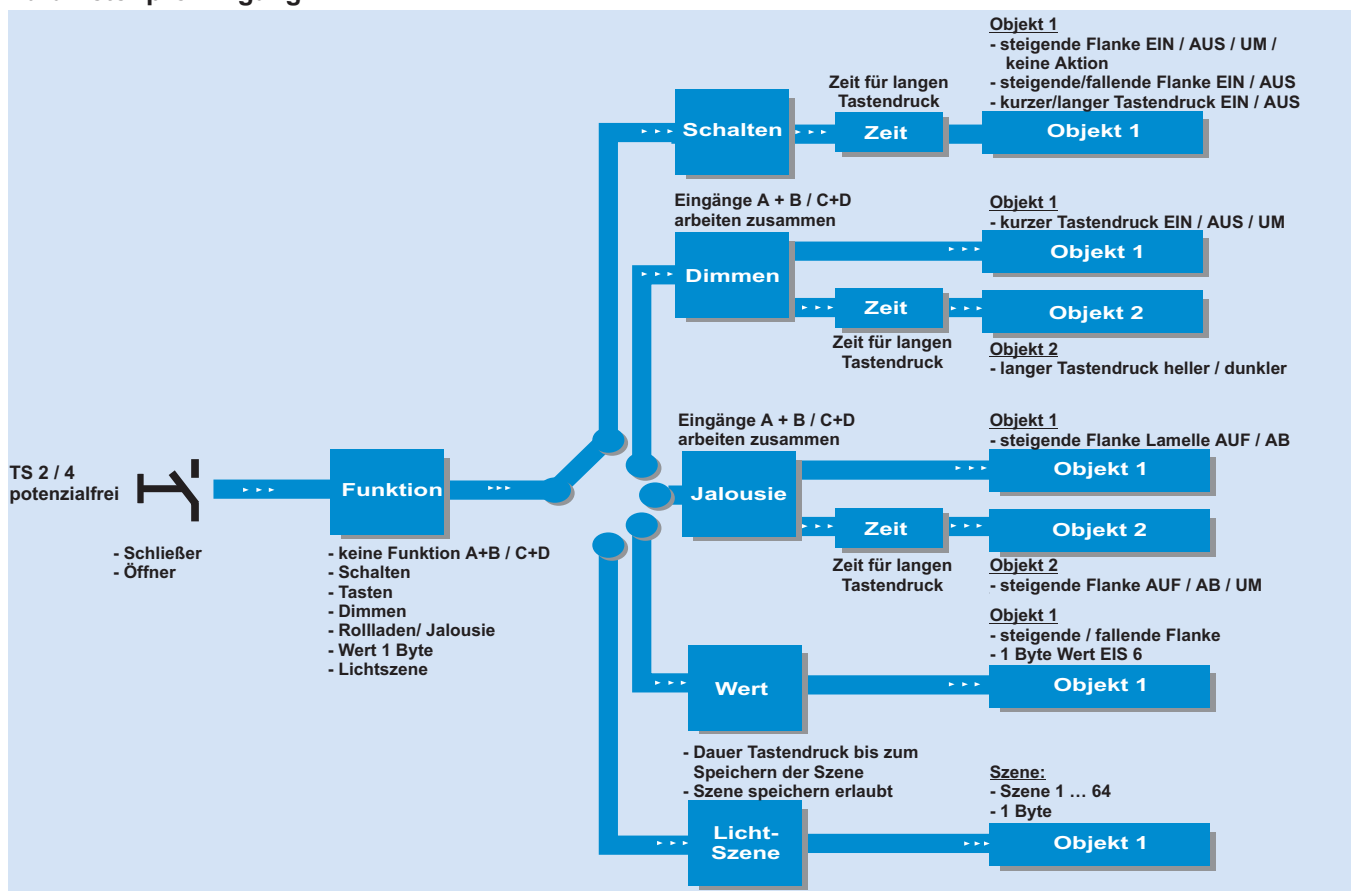 Objekt 1
- steigende Flanke EIN / AUS / UM /
keine Aktion
- steigende/fallende Flanke EIN / AUS
- kurzer/langer Tastendruck EIN / AUS
Zeit für langen
Tastendruck
Schalten
Zeit
Objekt 1
Eingänge A + B / C+D
arbeiten zusammen
Objekt 1
- kurzer Tastendruck EIN / AUS / UM
Dimmen
Objekt 1
Zeit
Objekt 2
Zeit für langen
Tastendruck
Objekt 2
- langer Tastendruck heller / dunkler
Eingänge A + B / C+D
arbeiten zusammen
Objekt 1
- steigende Flanke Lamelle AUF / AB
TS 2 / 4
potenzialfrei
Funktion
Jalousie
Objekt 1
Zeit
Objekt 2
- Schließer
- Öffner
- keine Funktion A+B / C+D
- Schalten
- Tasten
- Dimmen
- Rollladen/ Jalousie
- Wert 1 Byte
- Lichtszene
Zeit für langen
Tastendruck
Objekt 2
- steigende Flanke AUF / AB / UM
Objekt 1
- steigende / fallende Flanke
- 1 Byte Wert EIS 6
Wert
Objekt 1
- Dauer Tastendruck bis zum
Speichern der Szene
- Szene speichern erlaubt
Szene:
- Szene 1 … 64
- 1 Byte
Licht-
Szene
Objekt 1